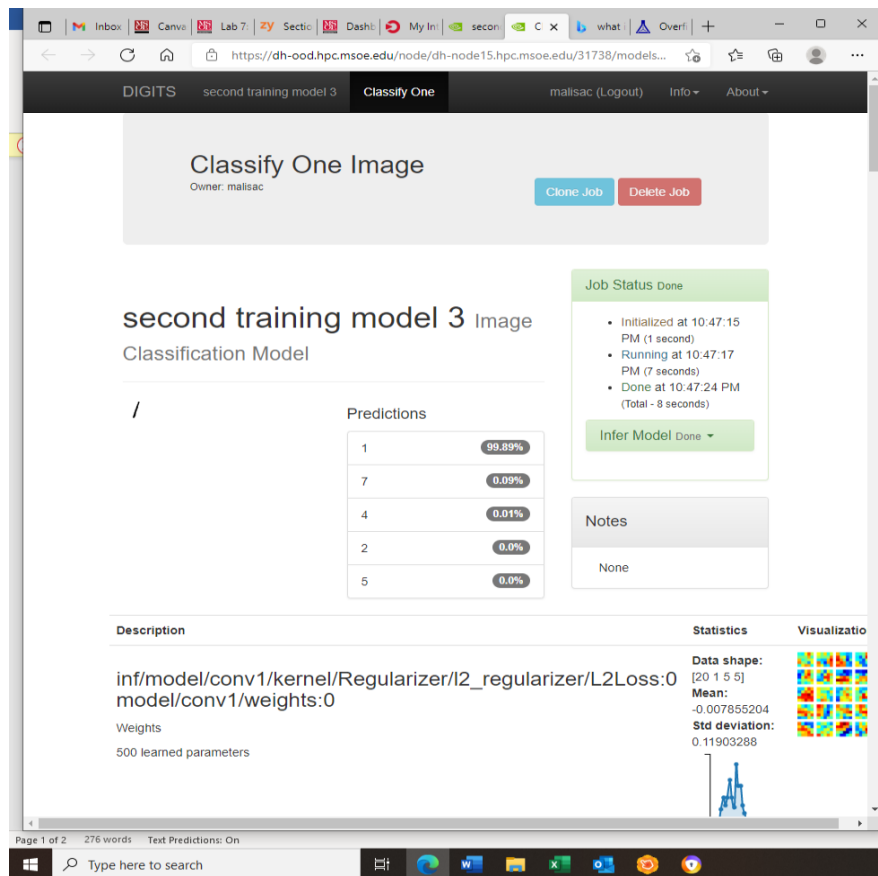 Inbox Canva Lab 7: Sectio Dashb My Int secon C what i Overfi
https://dh-ood.hpc.msoe.edu/node/dh-node15.hpc.msoe.edu/31738/models...
DIGITS second training model 3 Classify One malisac (Logout) Info About
Classify One Image
Owner: malisac
Clone Job Delete Job
Job Status Done
Initialized at 10:47:15
PM (1 second)
Running at 10:47:17
PM (7 seconds)
Done at 10:47:24 PM
(Total - 8 seconds)
Infer Model Done
Notes
None
second training model 3 Image
Classification Model
/
Predictions
1 99.89%
7 0.09%
4 0.01%
2 0.0%
5 0.0%
Description Statistics Visualizatio
inf/model/conv1/kernel/Regularizer/l2_regularizer/L2Loss:0
model/conv1/weights:0
Weights
500 learned parameters
Data shape:
[20 1 5 5]
Mean:
-0.007855204
Std deviation:
0.11903288
Page 1 of 2 276 words Text Predictions: On
Type here to search